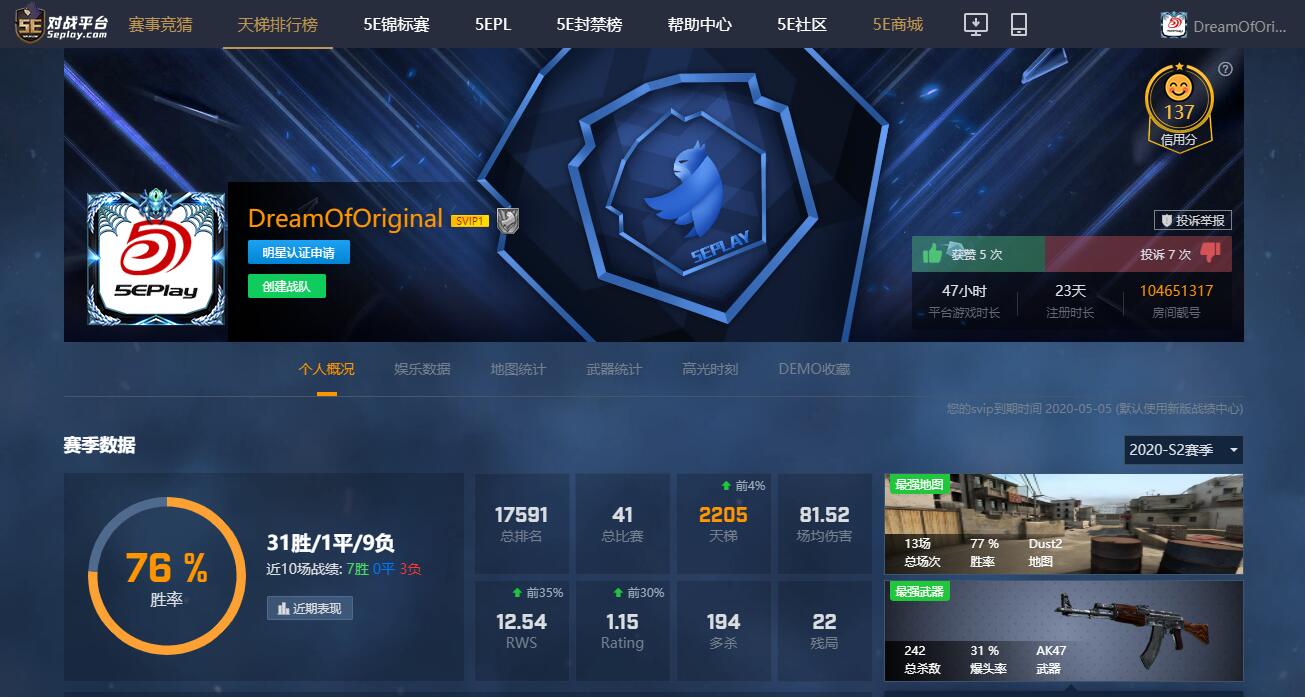 5E对战平台
5eplay.com
赛事竞猜 天梯排行榜 5E锦标赛 5EPL 5E封禁榜 帮助中心 5E社区 5E商城 DreamOfOri...
137
信用分
5EPLAY
DreamOfOriginal SVIP1
明星认证申请
创建战队
5EPlay
投诉举报
获赞 5 次 投诉 7 次
47小时 23天 104651317
平台游戏时长 注册时长 房间靓号
个人概况 娱乐数据 地图统计 武器统计 高光时刻 DEMO收藏
您的svip到期时间 2020-05-05 (默认使用新版战绩中心)
赛季数据
2020-S2赛季
76 %
胜率
31胜/1平/9负
近10场战绩: 7胜 0平 3负
近期表现
前4%
17591 41 2205 81.52
总排名 总比赛 天梯 场均伤害
前35% 前30%
12.54 1.15 194 22
RWS Rating 多杀 残局
最强地图
13场 77 % Dust2
总场次 胜率 地图
最强武器
242 31 % AK47
总杀敌 爆头率 武器